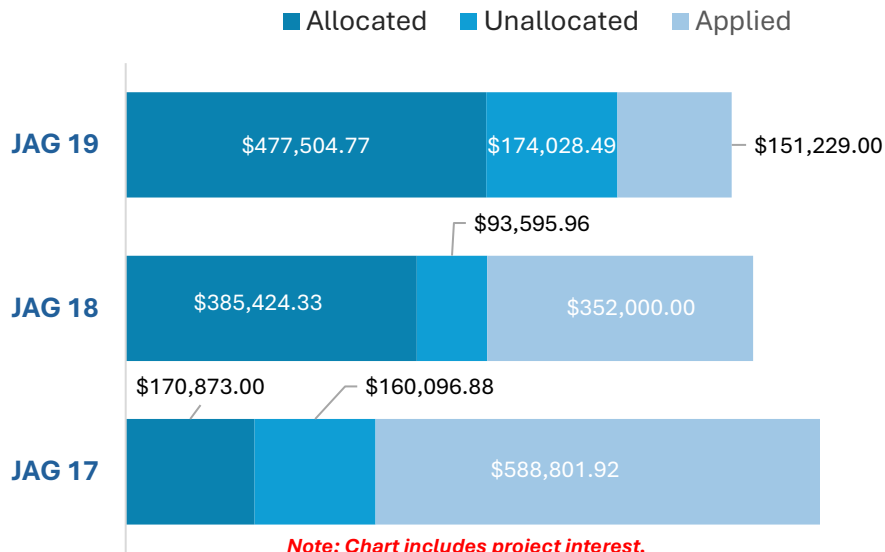 Allocated Unallocated Applied
JAG 19 $477,504.77 $174,028.49 $151,229.00
$93,595.96
JAG 18 $385,424.33 $352,000.00
$170,873.00 $160,096.88
JAG 17 $588,801.92
Note: Chart includes project interest.